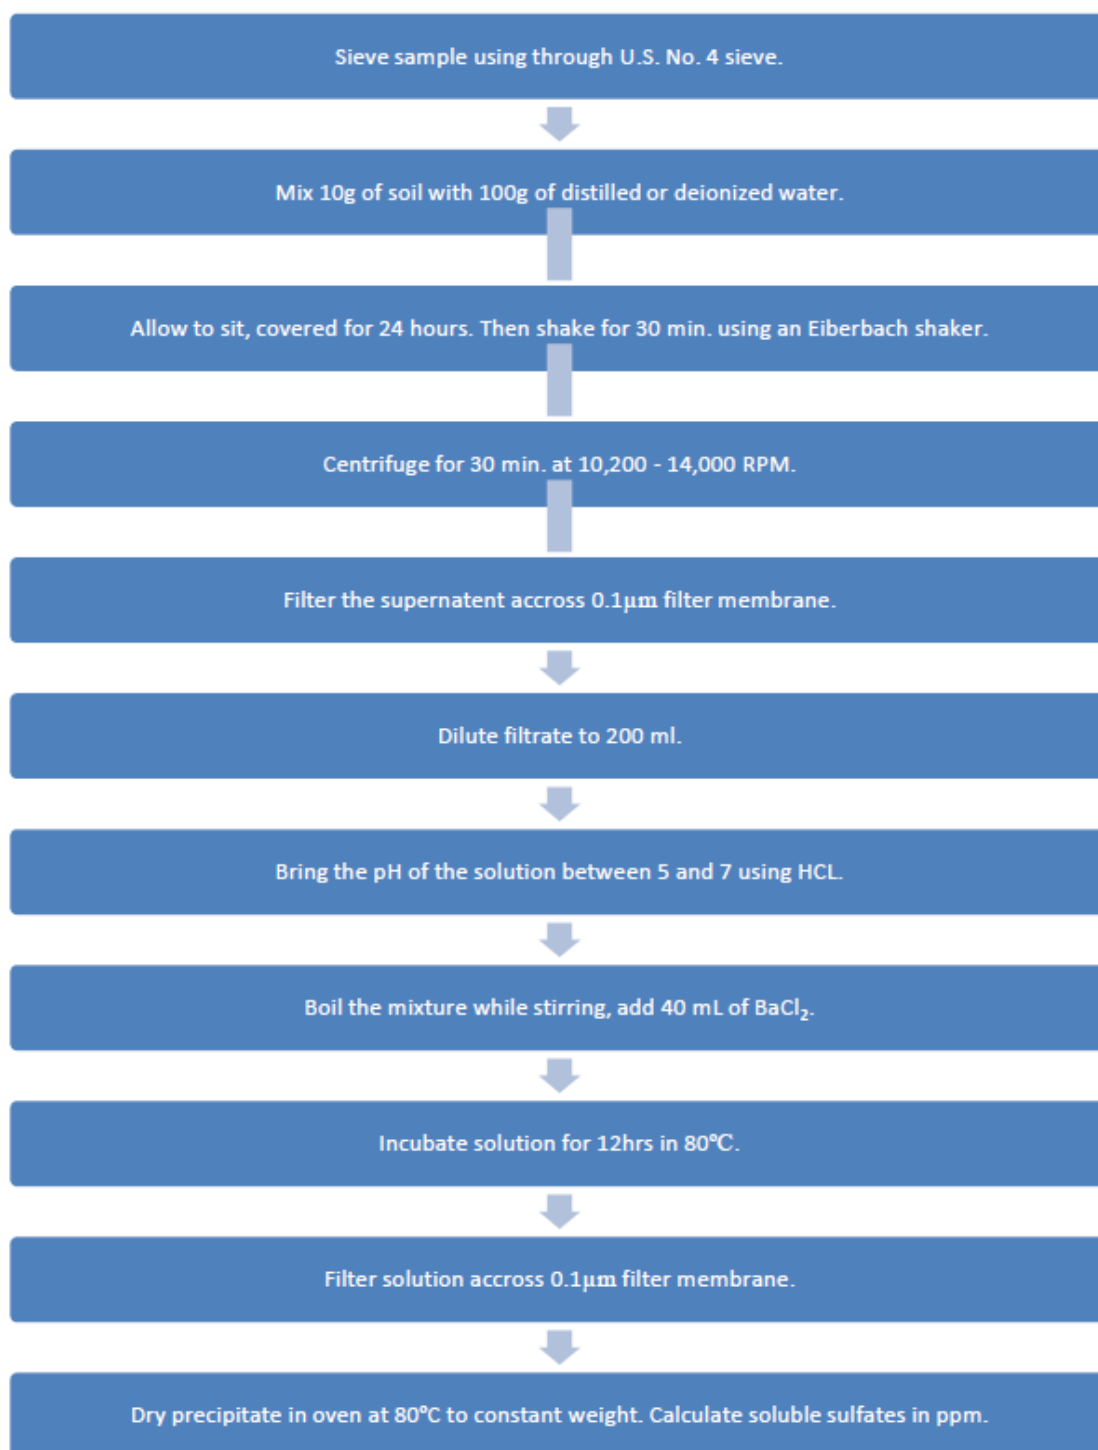 Sieve sample using through U.S. No. 4 sieve.
Mix 10g of soil with 100g of distilled or deionized water.
Allow to sit, covered for 24 hours. Then shake for 30 min. using an Eiberbach shaker.
Centrifuge for 30 min. at 10,200 - 14,000 RPM.
Filter the supernatent accross 0.1μm filter membrane.
Dilute filtrate to 200 ml.
Bring the pH of the solution between 5 and 7 using HCL.
Boil the mixture while stirring, add 40 mL of BaCl₂.
Incubate solution for 12hrs in 80℃.
Filter solution accross 0.1μm filter membrane.
Dry precipitate in oven at 80°C to constant weight. Calculate soluble sulfates in ppm.